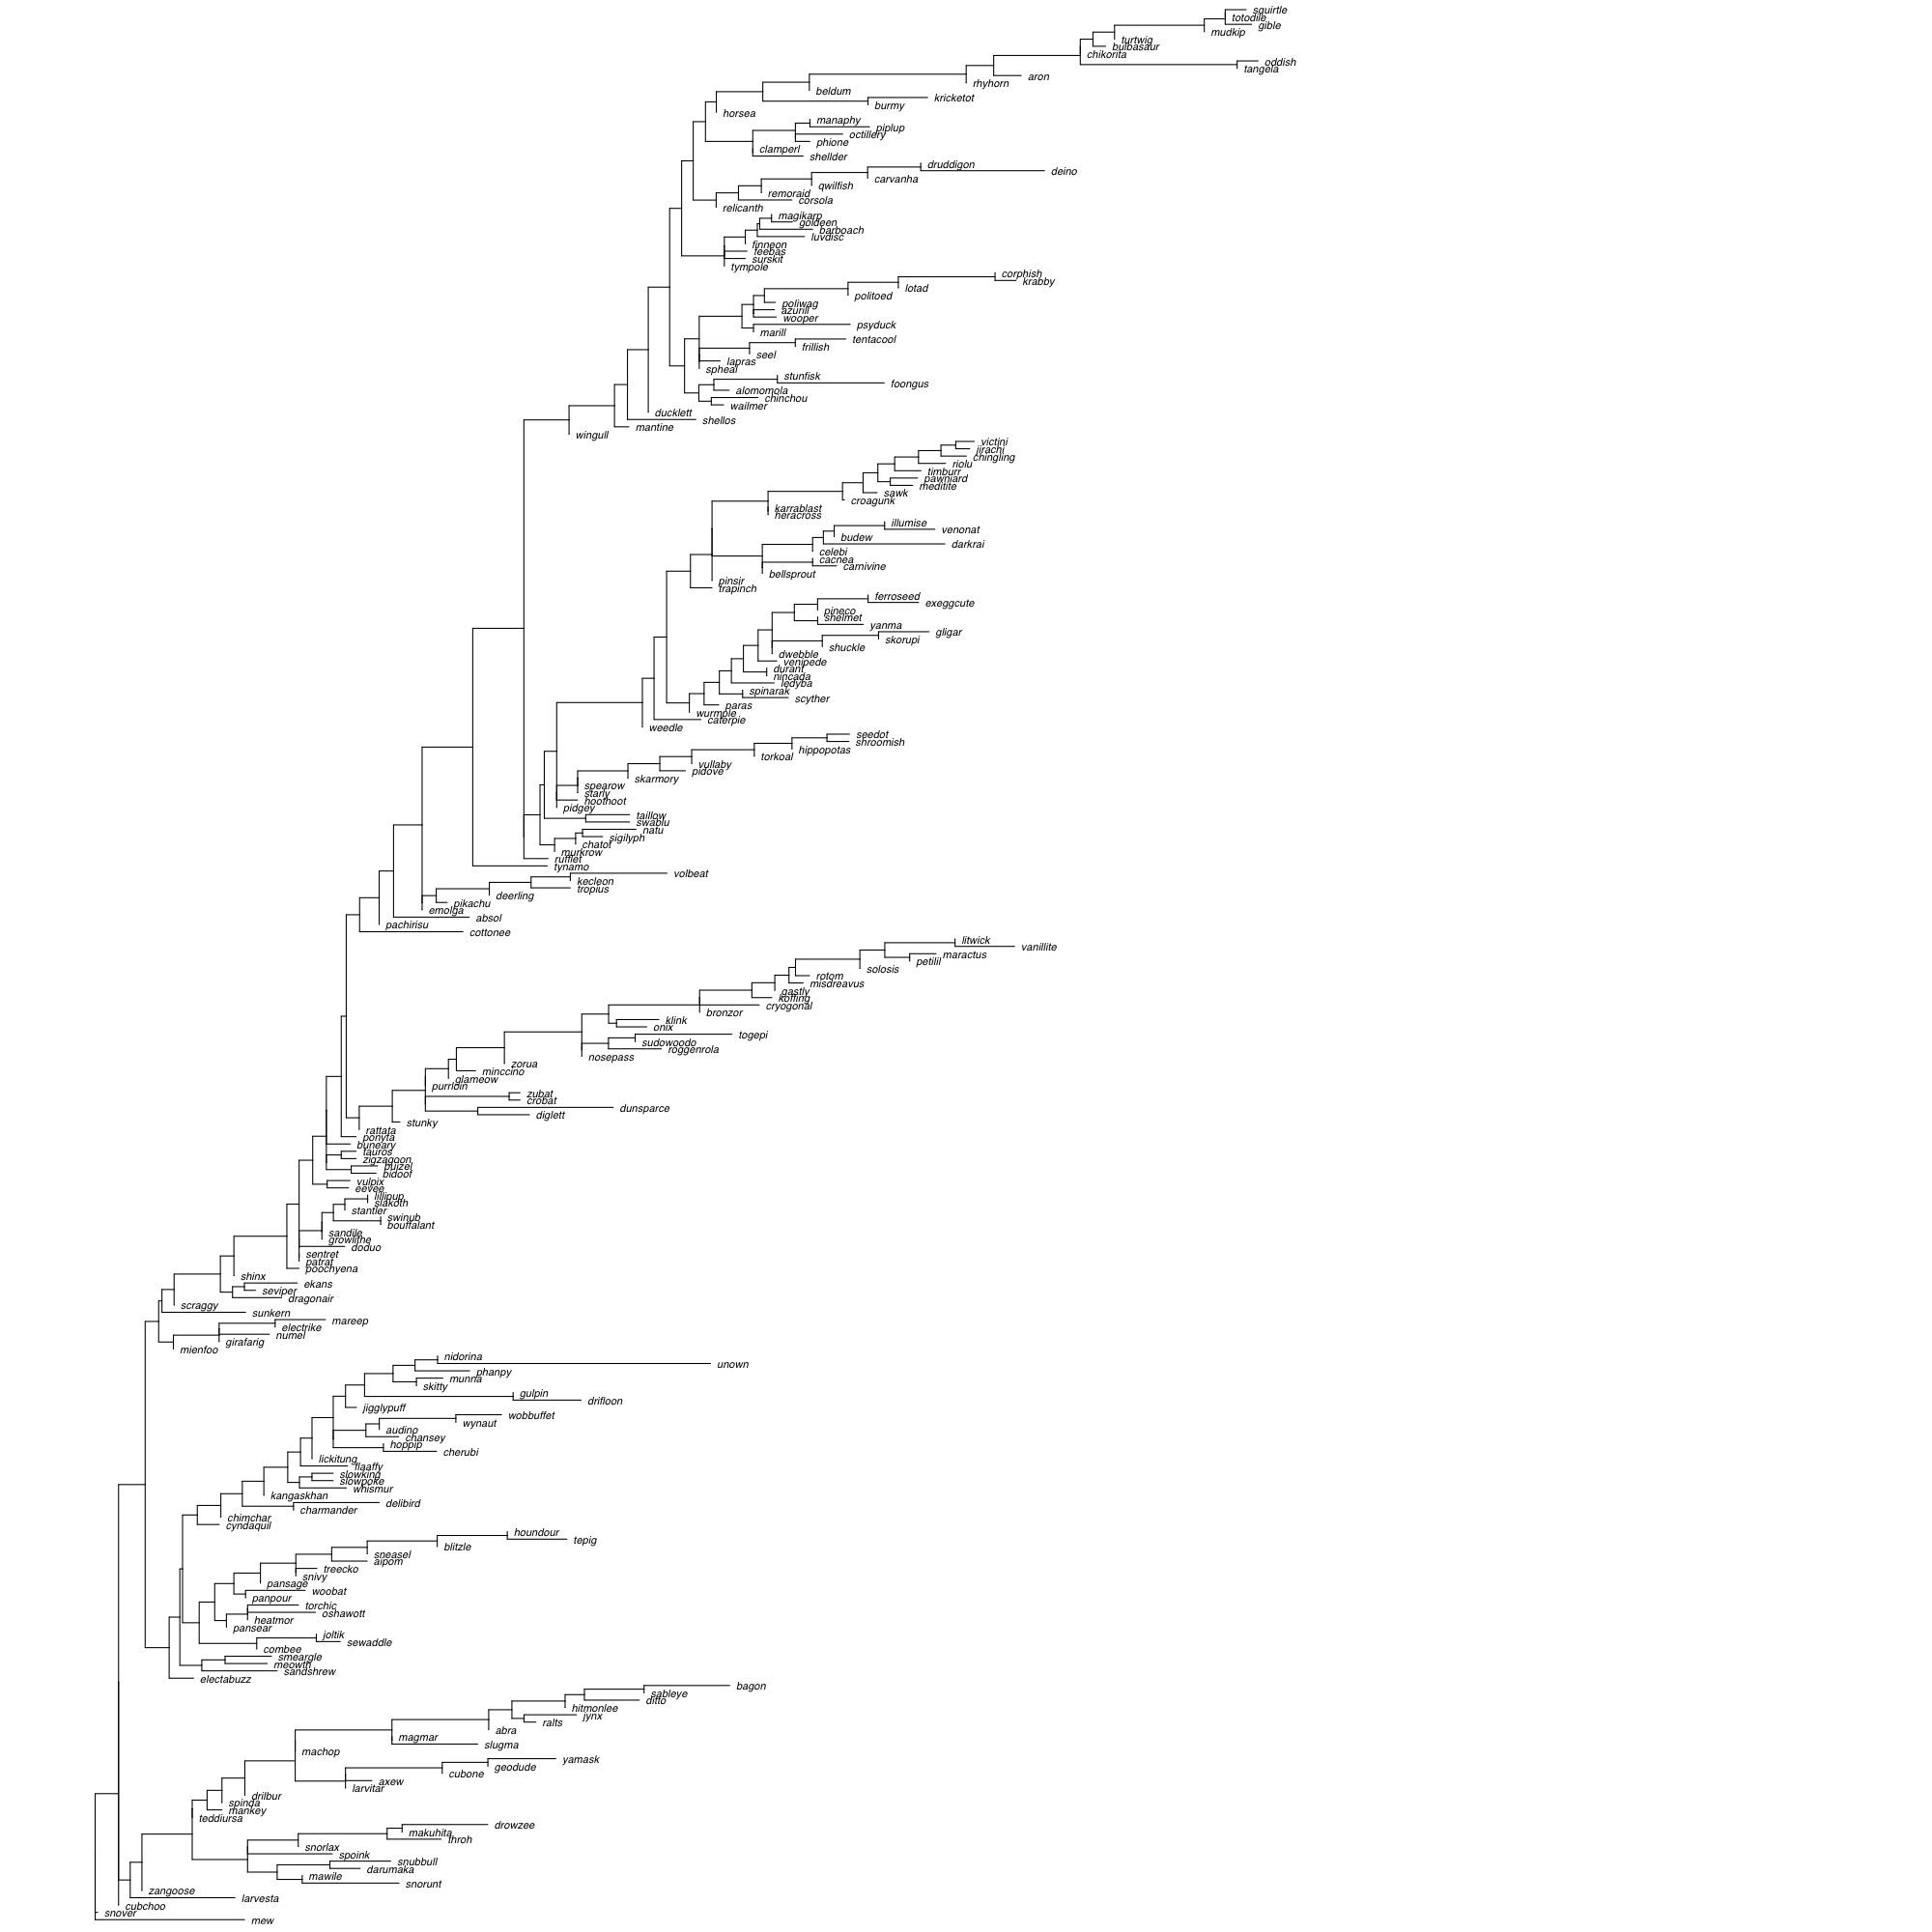 squirtle
totodile
gible
mudkip
turtwig
bulbasaur
chikorita
oddish
tangela
aron
rhyhorn
beldum
kricketot
burmy
horsea
manaphy
piplup
octillery
phione
clamperl
shellder
druddigon
deino
carvanha
qwilfish
remoraid
corsola
relicanth
magikarp
goldeen
barboach
luvdisc
finneon
feebas
surskit
tympole
corphish
krabby
lotad
politoed
poliwag
azurill
wooper
psyduck
marill
tentacool
frillish
seel
lapras
spheal
stunfisk
foongus
alomomola
chinchou
wailmer
ducklett
shellos
mantine
wingull
victini
jirachi
chingling
riolu
timburr
pawniard
meditite
sawk
croagunk
karrablast
heracross
illumise
venonat
budew
darkrai
celebi
cacnea
carnivine
bellsprout
pinsir
trapinch
ferroseed
exeggcute
pineco
shelmet
yanma
gligar
skorupi
shuckle
dwebble
venipede
durant
nincada
ledyba
spinarak
scyther
paras
wurmple
caterpie
weedle
seedot
shroomish
hippopotas
torkoal
vullaby
pidove
skarmory
spearow
starly
hoothoot
pidgey
taillow
swablu
natu
sigilyph
chatot
murkrow
rufflet
tynamo
volbeat
kecleon
tropius
deerling
pikachu
emolga
absol
pachirisu
cottonee
litwick
vanillite
maractus
petilil
solosis
rotom
misdreavus
gastly
koffing
cryogonal
bronzor
klink
onix
togepi
sudowoodo
roggenrola
nosepass
zorua
minccino
glameow
purrloin
zubat
crobat
dunsparce
diglett
stunky
rattata
ponyta
buneary
tauros
zigzagoon
buizel
bidoof
vulpix
eevee
lillipup
slakoth
stantler
swinub
bouffalant
sandile
growlithe
doduo
sentret
patrat
poochyena
shinx
ekans
seviper
dragonair
scraggy
sunkern
mareep
electrike
numel
girafarig
mienfoo
nidorina
unown
phanpy
munna
skitty
gulpin
drifloon
jigglypuff
wobbuffet
wynaut
audino
chansey
hoppip
cherubi
lickitung
flaaffy
slowking
slowpoke
whismur
kangaskhan
delibird
charmander
chimchar
cyndaquil
houndour
tepig
blitzle
sneasel
aipom
treecko
snivy
pansage
woobat
panpour
torchic
oshawott
heatmor
pansear
joltik
sewaddle
combee
smeargle
meowth
sandshrew
electabuzz
bagon
sableye
ditto
hitmonlee
jynx
ralts
abra
magmar
slugma
machop
yamask
geodude
cubone
axew
larvitar
drilbur
spinda
mankey
teddiursa
drowzee
makuhita
throh
snorlax
spoink
snubbull
darumaka
mawile
snorunt
zangoose
larvesta
cubchoo
snover
mew